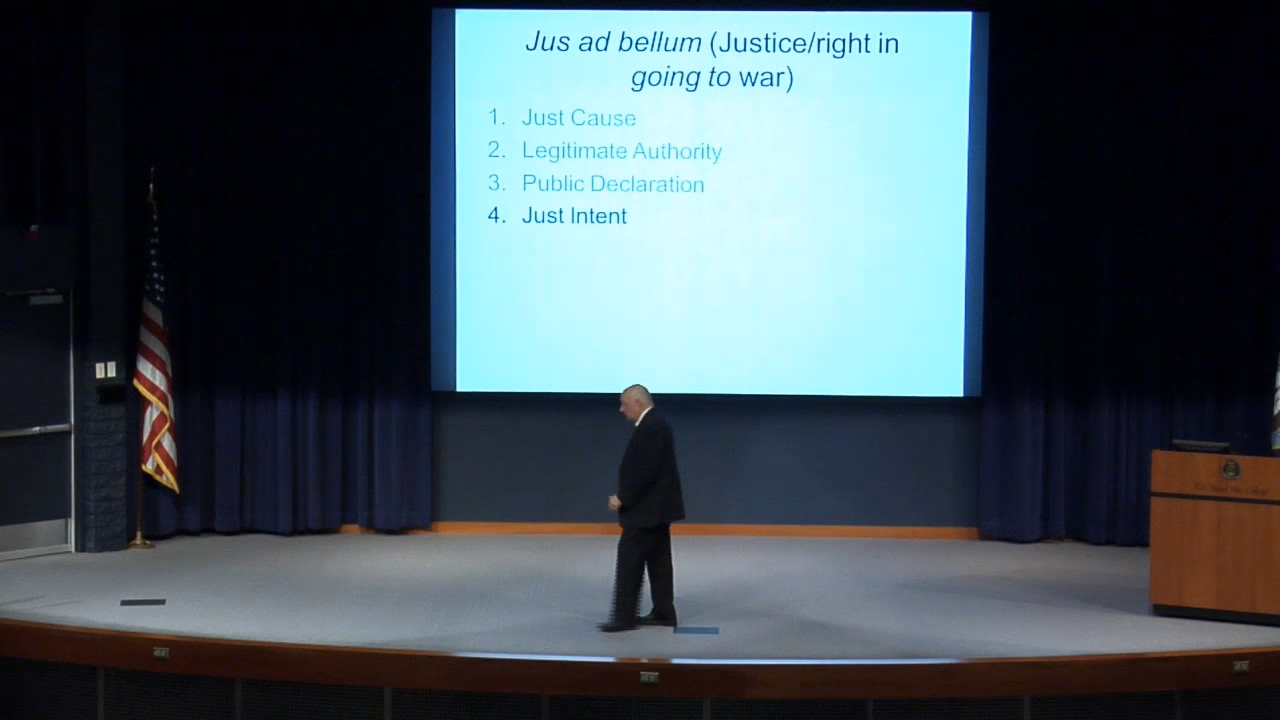 Jus ad bellum (Justice/right in
going to war)
1. Just Cause
2. Legitimate Authority
3. Public Declaration
4. Just Intent